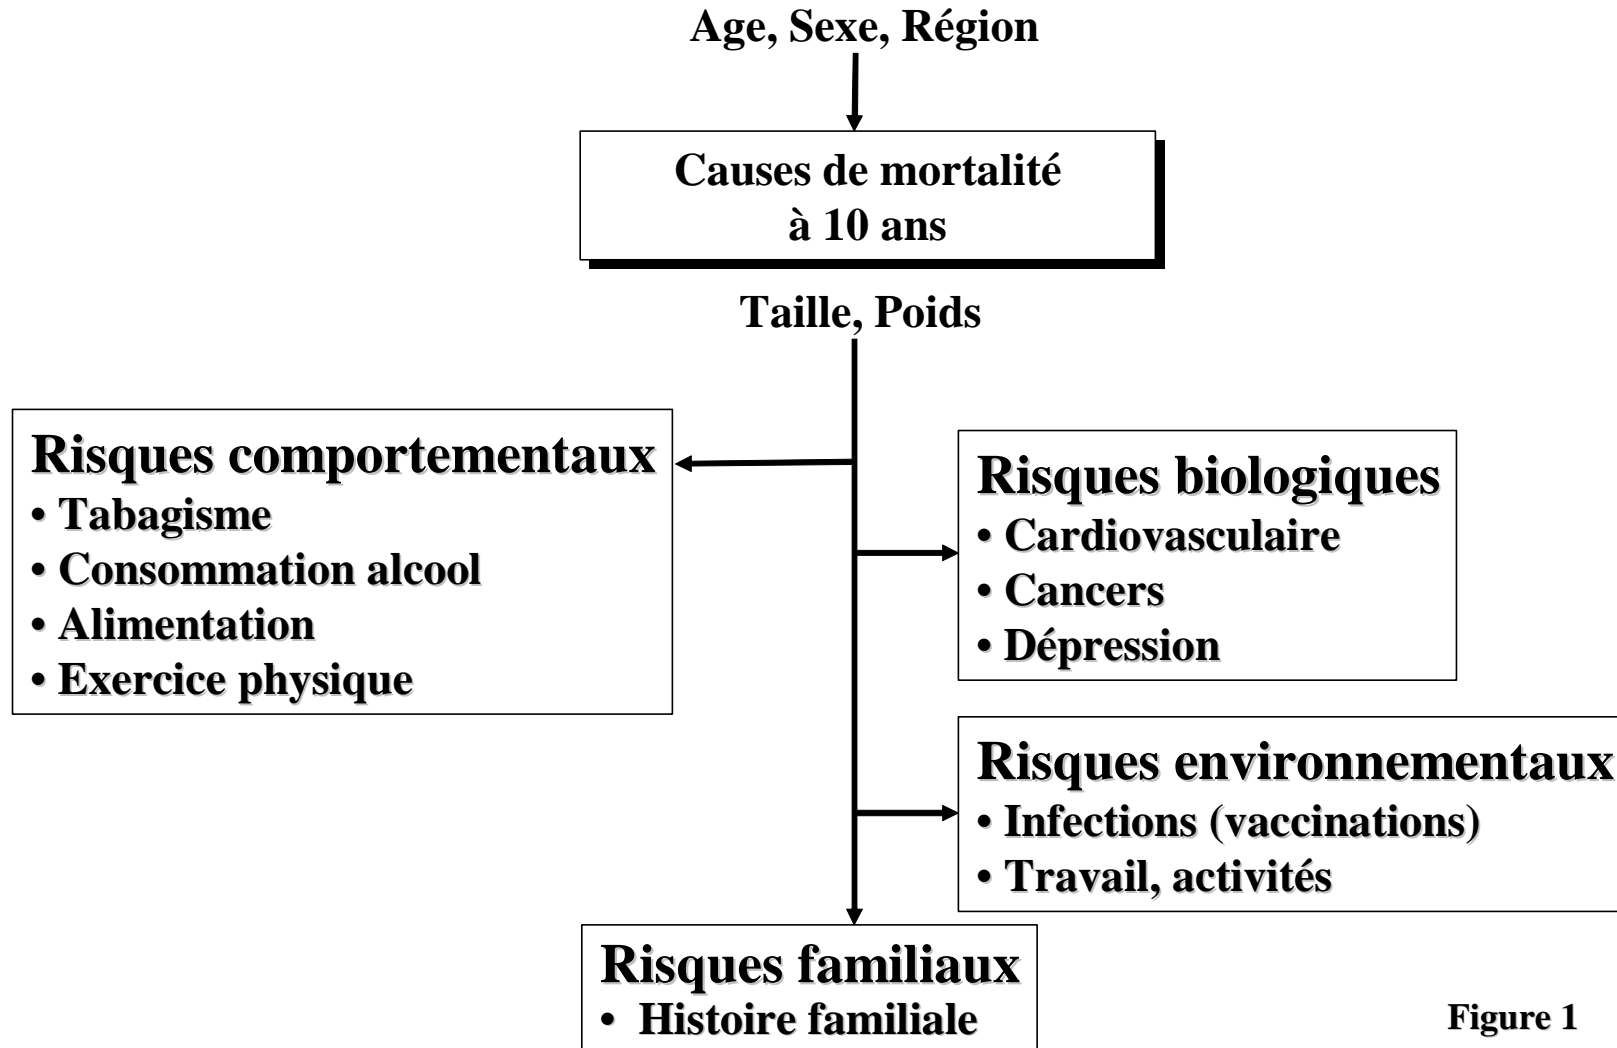 Age, Sexe, Région
Causes de mortalité
à 10 ans
Taille, Poids
Risques comportementaux
• Tabagisme
• Consommation alcool
• Alimentation
• Exercice physique
Risques biologiques
• Cardiovasculaire
• Cancers
• Dépression
Risques environnementaux
• Infections (vaccinations)
• Travail, activités
Risques familiaux
• Histoire familiale
Figure 1